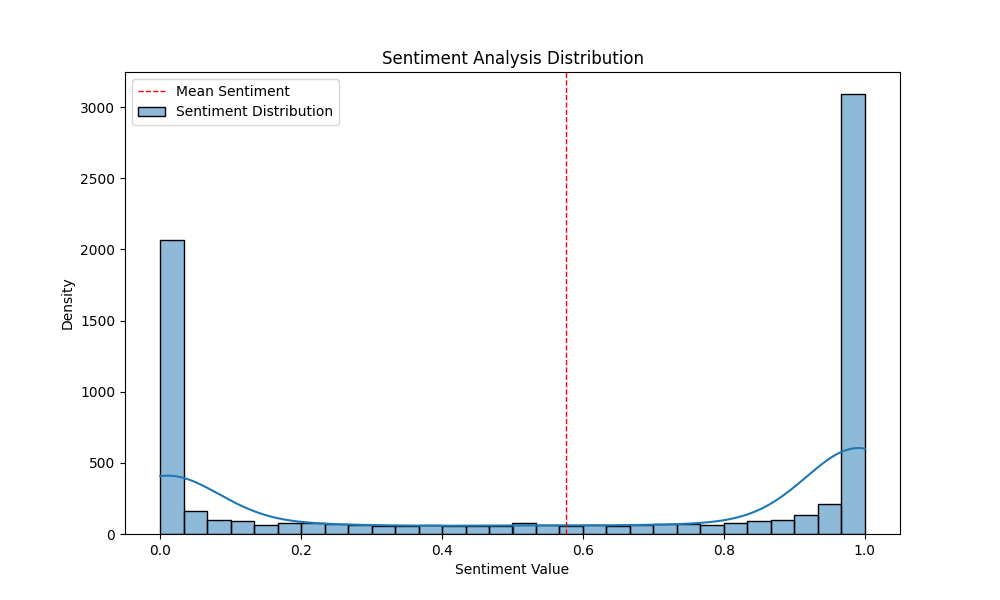 Sentiment Analysis Distribution
Mean Sentiment
Sentiment Distribution
3000
2500
2000
1500
1000
500
0
Density
0.0 0.2 0.4 0.6 0.8 1.0
Sentiment Value